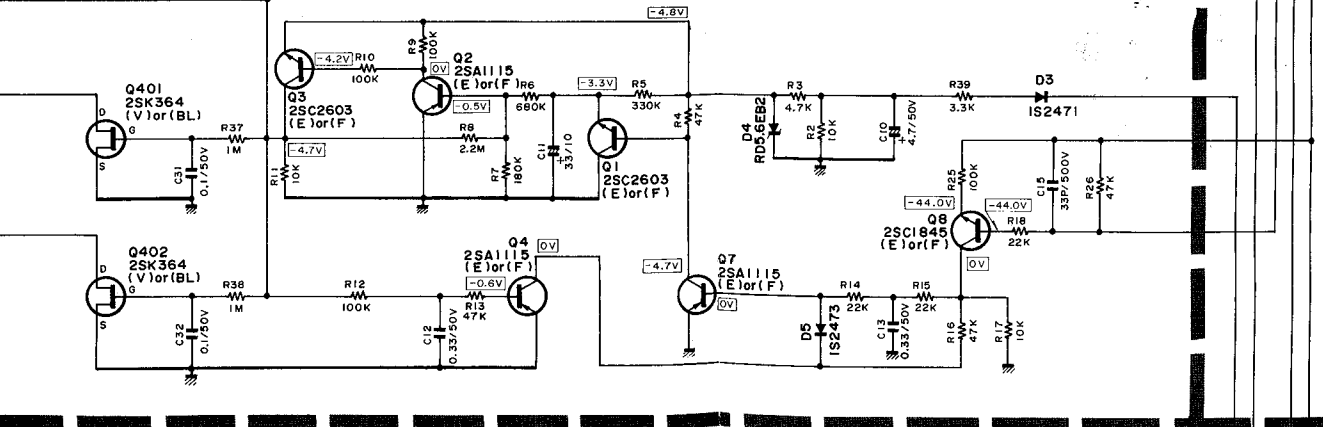 -4.8V
R9
100K
-4.2V
R10
100K
0V
Q2
2SA1115
(E)or(F)
Q3
2SC2603
(E)or(F)
-0.5V
R6
680K
-3.3V
R5
330K
R4
47K
Q401
2SK364
(V)or(BL)
D
G
S
R37
1M
C31
0.1/50V
-4.7V
R11
10K
R8
2.2M
R7
180K
C11
33/10
+
Q1
2SC2603
(E)or(F)
D4
RD5.6EB2
R3
4.7K
R2
10K
C10
4.7/50V
+
R39
3.3K
D3
IS2471
R25
100K
C15
33P/500V
R26
47K
-44.0V
-44.0V
Q8
2SC1845
(E)or(F)
R18
22K
0V
Q402
2SK364
(V)or(BL)
D
G
S
R38
1M
C32
0.1/50V
R12
100K
C12
0.33/50V
Q4
2SA1115
(E)or(F)
0V
-0.6V
R13
47K
-4.7V
Q7
2SA1115
(E)or(F)
0V
D5
IS2473
R14
22K
C13
0.33/50V
R15
22K
R16
47K
R17
10K